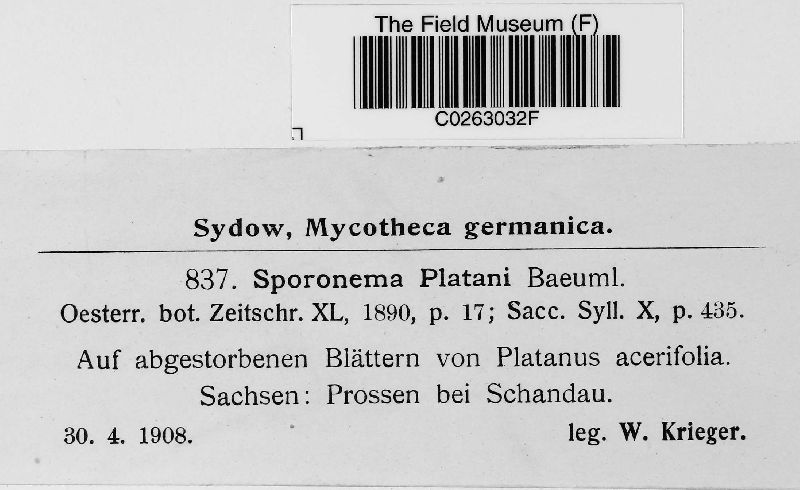 The Field Museum (F)
C0263032F
Sydow, Mycotheca germanica.
837. Sporonema Platani Baeuml.
Oesterr. bot. Zeitschr. XL, 1890, p. 17; Sacc. Syll. X, p. 435.
Auf abgestorbenen Blättern von Platanus acerifolia.
Sachsen: Prossen bei Schandau.
30. 4. 1908. leg. W. Krieger.